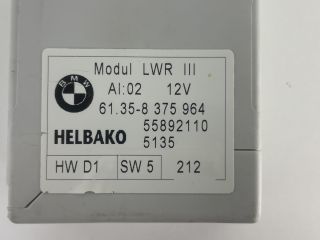 Modul LWR III
BMW
AI:02 12V
61.35-8 375 964
55892110
HELBAKO 5135
HW D1 SW 5 212